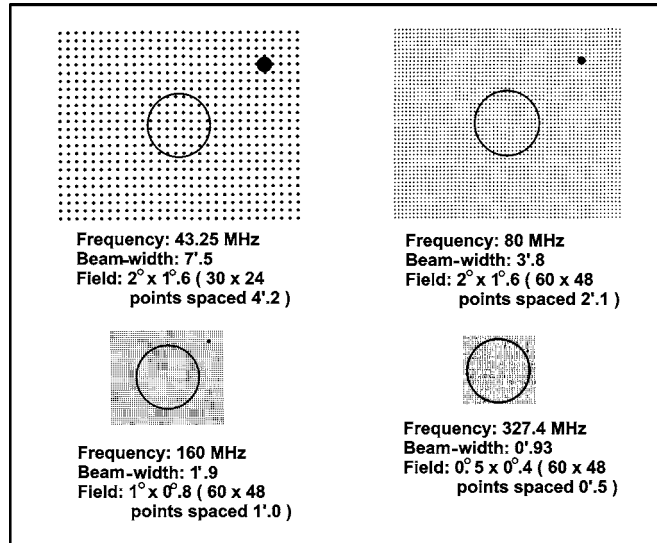 Frequency: 43.25 MHz
Beam-width: 7'.5
Field: 2° x 1°.6 ( 30 x 24
points spaced 4'.2 )
Frequency: 80 MHz
Beam-width: 3'.8
Field: 2° x 1°.6 ( 60 x 48
points spaced 2'.1 )
Frequency: 160 MHz
Beam-width: 1'.9
Field: 1° x 0°.8 ( 60 x 48
points spaced 1'.0 )
Frequency: 327.4 MHz
Beam-width: 0'.93
Field: 0°.5 x 0°.4 ( 60 x 48
points spaced 0'.5 )